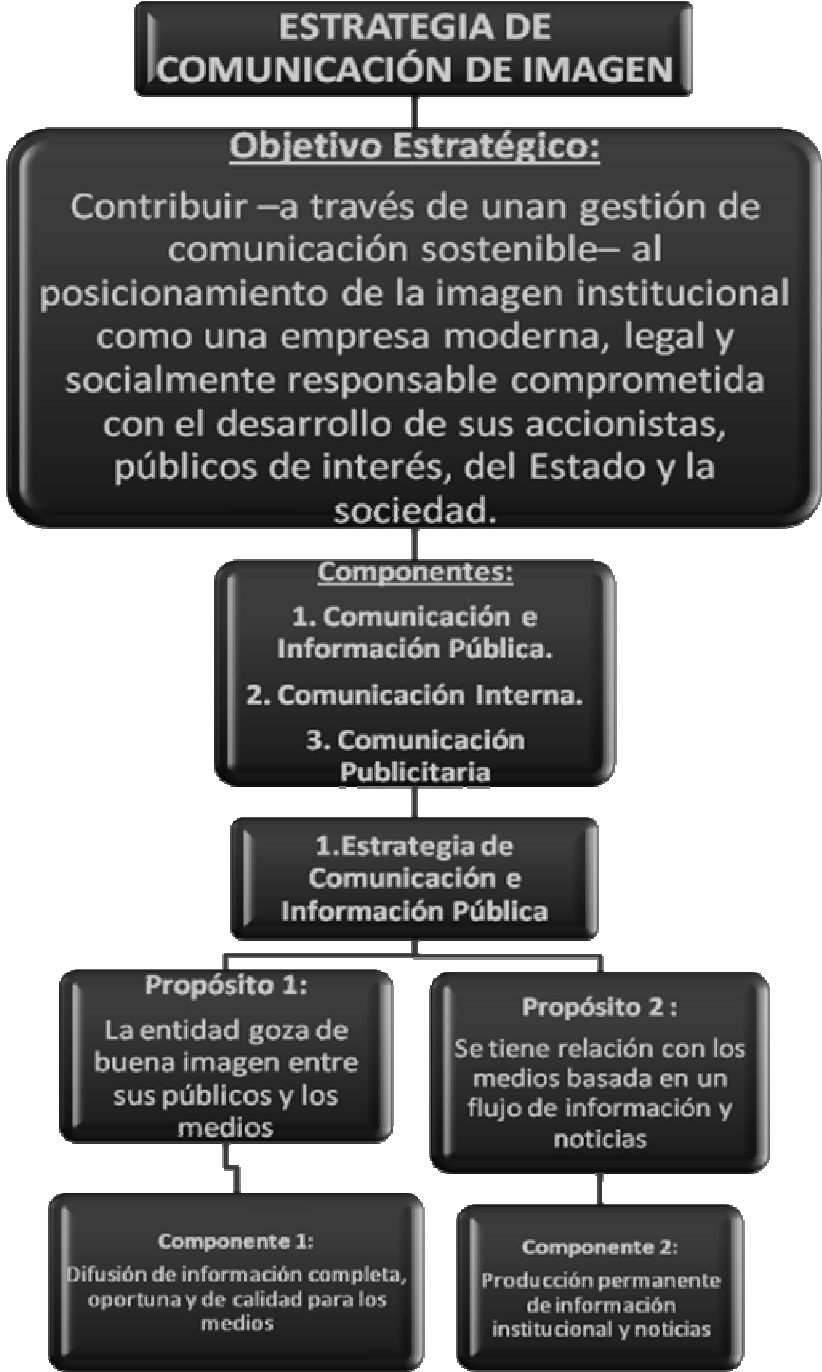 ESTRATEGIA DE
COMUNICACIÓN DE IMAGEN
Objetivo Estratégico:
Contribuir –a través de unan gestión de
comunicación sostenible– al
posicionamiento de la imagen institucional
como una empresa moderna, legal y
socialmente responsable comprometida
con el desarrollo de sus accionistas,
públicos de interés, del Estado y la
sociedad.
Componentes:
1. Comunicación e
Información Pública.
2. Comunicación Interna.
3. Comunicación
Publicitaria
1.Estrategia de
Comunicación e
Información Pública
Propósito 1:
La entidad goza de
buena imagen entre
sus públicos y los
medios
Propósito 2 :
Se tiene relación con los
medios basada en un
flujo de información y
noticias
Componente 1:
Difusión de información completa,
oportuna y de calidad para los
medios
Componente 2:
Producción permanente
de información
institucional y noticias